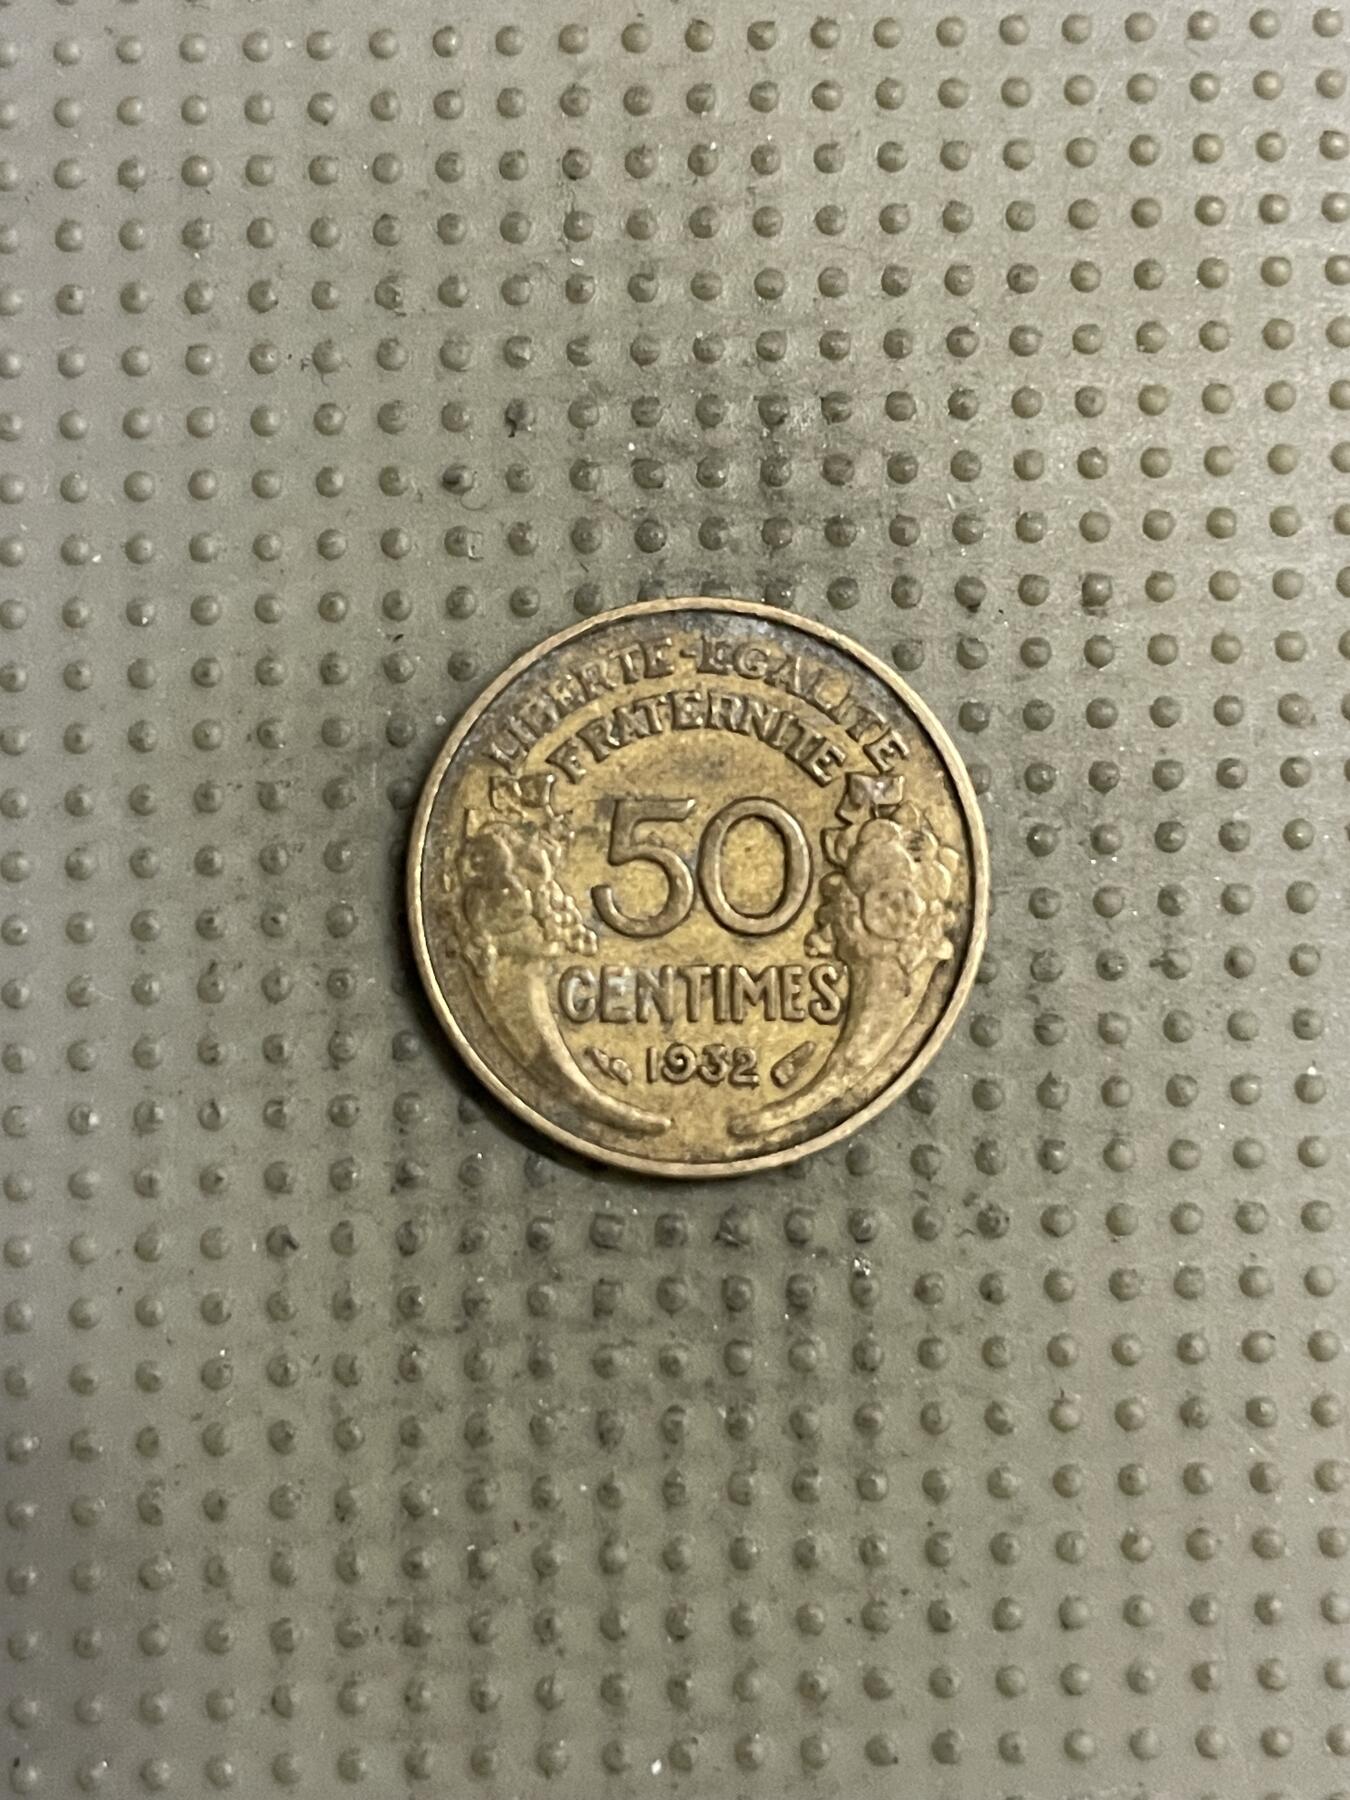 LIBERTE-EGALITE
FRATERNITE
50
CENTIMES
1932